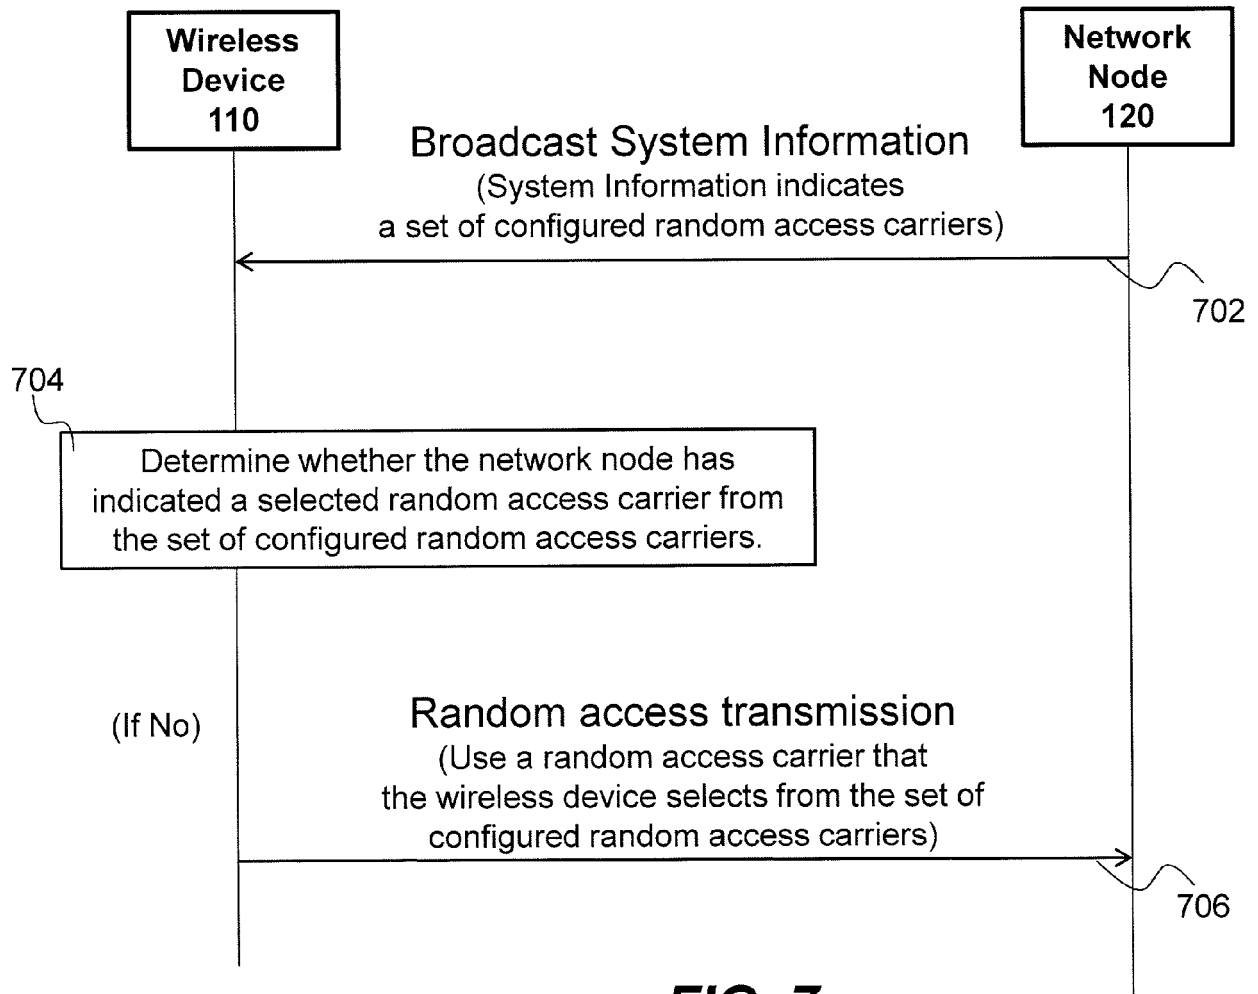 Wireless
Device
110
Network
Node
120
Broadcast System Information
(System Information indicates
a set of configured random access carriers)
702
704
Determine whether the network node has
indicated a selected random access carrier from
the set of configured random access carriers.
(If No)
Random access transmission
(Use a random access carrier that
the wireless device selects from the set of
configured random access carriers)
706
FIG. 7